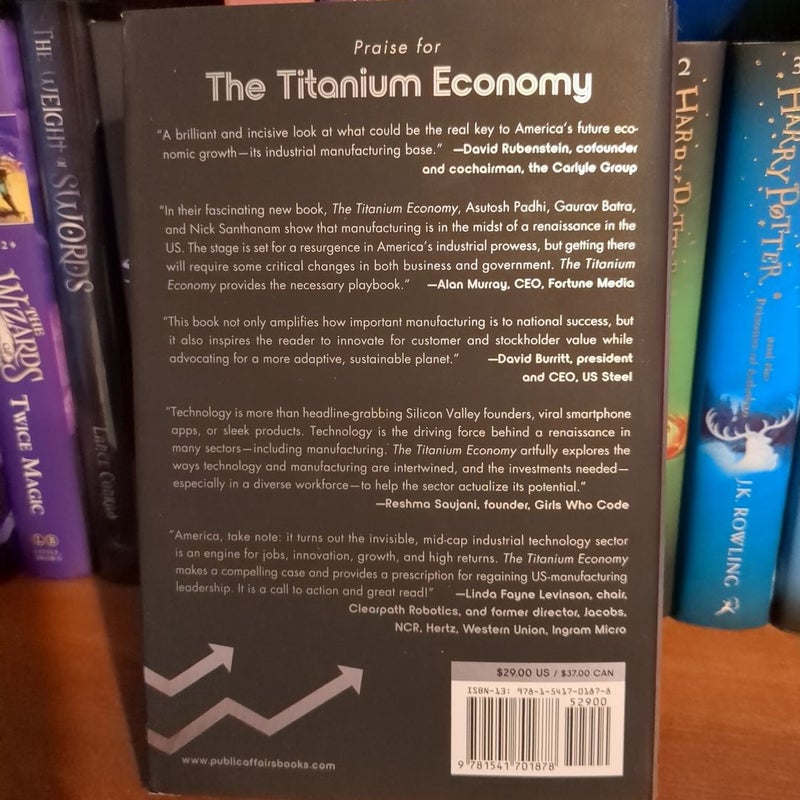 Praise for
The Titanium Economy
"A brilliant and incisive look at what could be the real key to America's future eco-
nomic growth—its industrial manufacturing base." —David Rubenstein, cofounder
and cochairman, the Carlyle Group
"In their fascinating new book, The Titanium Economy, Asutosh Padhi, Gaurav Batra,
and Nick Santhanam show that manufacturing is in the midst of a renaissance in the
US. The stage is set for a resurgence in America's industrial prowess, but getting there
will require some critical changes in both business and government. The Titanium
Economy provides the necessary playbook." —Alan Murray, CEO, Fortune Media
"This book not only amplifies how important manufacturing is to national success, but
it also inspires the reader to innovate for customer and stockholder value while
advocating for a more adaptive, sustainable planet." —David Burritt, president
and CEO, US Steel
"Technology is more than headline-grabbing Silicon Valley founders, viral smartphone
apps, or sleek products. Technology is the driving force behind a renaissance in
many sectors—including manufacturing. The Titanium Economy artfully explores the
ways technology and manufacturing are intertwined, and the investments needed—
especially in a diverse workforce—to help the sector actualize its potential."
—Reshma Saujani, founder, Girls Who Code
"America, take note: it turns out the invisible, mid-cap industrial technology sector
is an engine for jobs, innovation, growth, and high returns. The Titanium Economy
makes a compelling case and provides a prescription for regaining US-manufacturing
leadership. It is a call to action and great read!" —Linda Fayne Levinson, chair,
Clearpath Robotics, and former director, Jacobs,
NCR, Hertz, Western Union, Ingram Micro
$29.00 US / $37.00 CAN
ISBN-13: 978-1-5417-0187-8
52900
9 781541 701878
www.publicaffairsbooks.com
2
THE WIZARDS
TWICE MAGIC
LB
LITTLE, BROWN
THE WEIGHT of SWORDS
2
HARRY POTTER
3
HARRY POTTER
and the
Prisoner of Azkaban
J.K. ROWLING